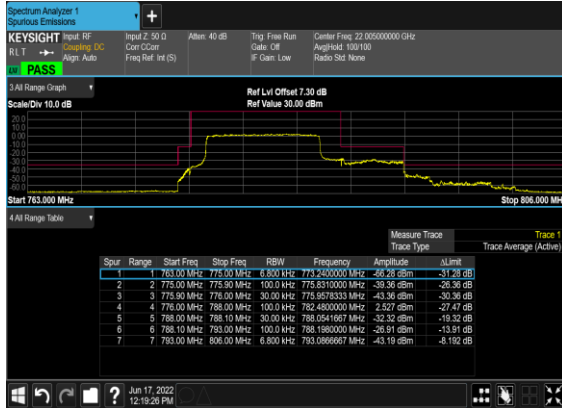 Spectrum Analyzer 1
Spurious Emissions
+
KEYSIGHT Input: RF Input Z: 50 Ω Atten: 40 dB Trig: Free Run Center Freq: 22.005000000 GHz
RLT Coupling: DC Corr CCorr Gate: Off Avg|Hold: 100/100
Align: Auto Freq Ref: Int (S) IF Gain: Low Radio Std: None
PASS
3 All Range Graph
Ref Lvl Offset 7.30 dB
Scale/Div 10.0 dB Ref Value 30.00 dBm
20.0
10.0
0.00
-10.0
-20.0
-30.0
-40.0
-50.0
-60.0
Start 763.000 MHz Stop 806.000 MHz
4 All Range Table
Measure Trace Trace 1
Trace Type Trace Average (Active)
Spur Range Start Freq Stop Freq RBW Frequency Amplitude ΔLimit
1 1 763.00 MHz 775.00 MHz 6.800 kHz 773.2400000 MHz -66.28 dBm -31.28 dB
2 2 775.00 MHz 775.90 MHz 100.0 kHz 775.8310000 MHz -39.36 dBm -26.36 dB
3 3 775.90 MHz 776.00 MHz 30.00 kHz 775.9578333 MHz -43.36 dBm -30.36 dB
4 4 776.00 MHz 788.00 MHz 100.0 kHz 782.4800000 MHz 2.527 dBm -27.47 dB
5 5 788.00 MHz 788.10 MHz 30.00 kHz 788.0541667 MHz -32.32 dBm -19.32 dB
6 6 788.10 MHz 793.00 MHz 100.0 kHz 788.1980000 MHz -26.91 dBm -13.91 dB
7 7 793.00 MHz 806.00 MHz 6.800 kHz 793.0866667 MHz -43.19 dBm -8.192 dB
? Jun 17, 2022
12:19:26 PM